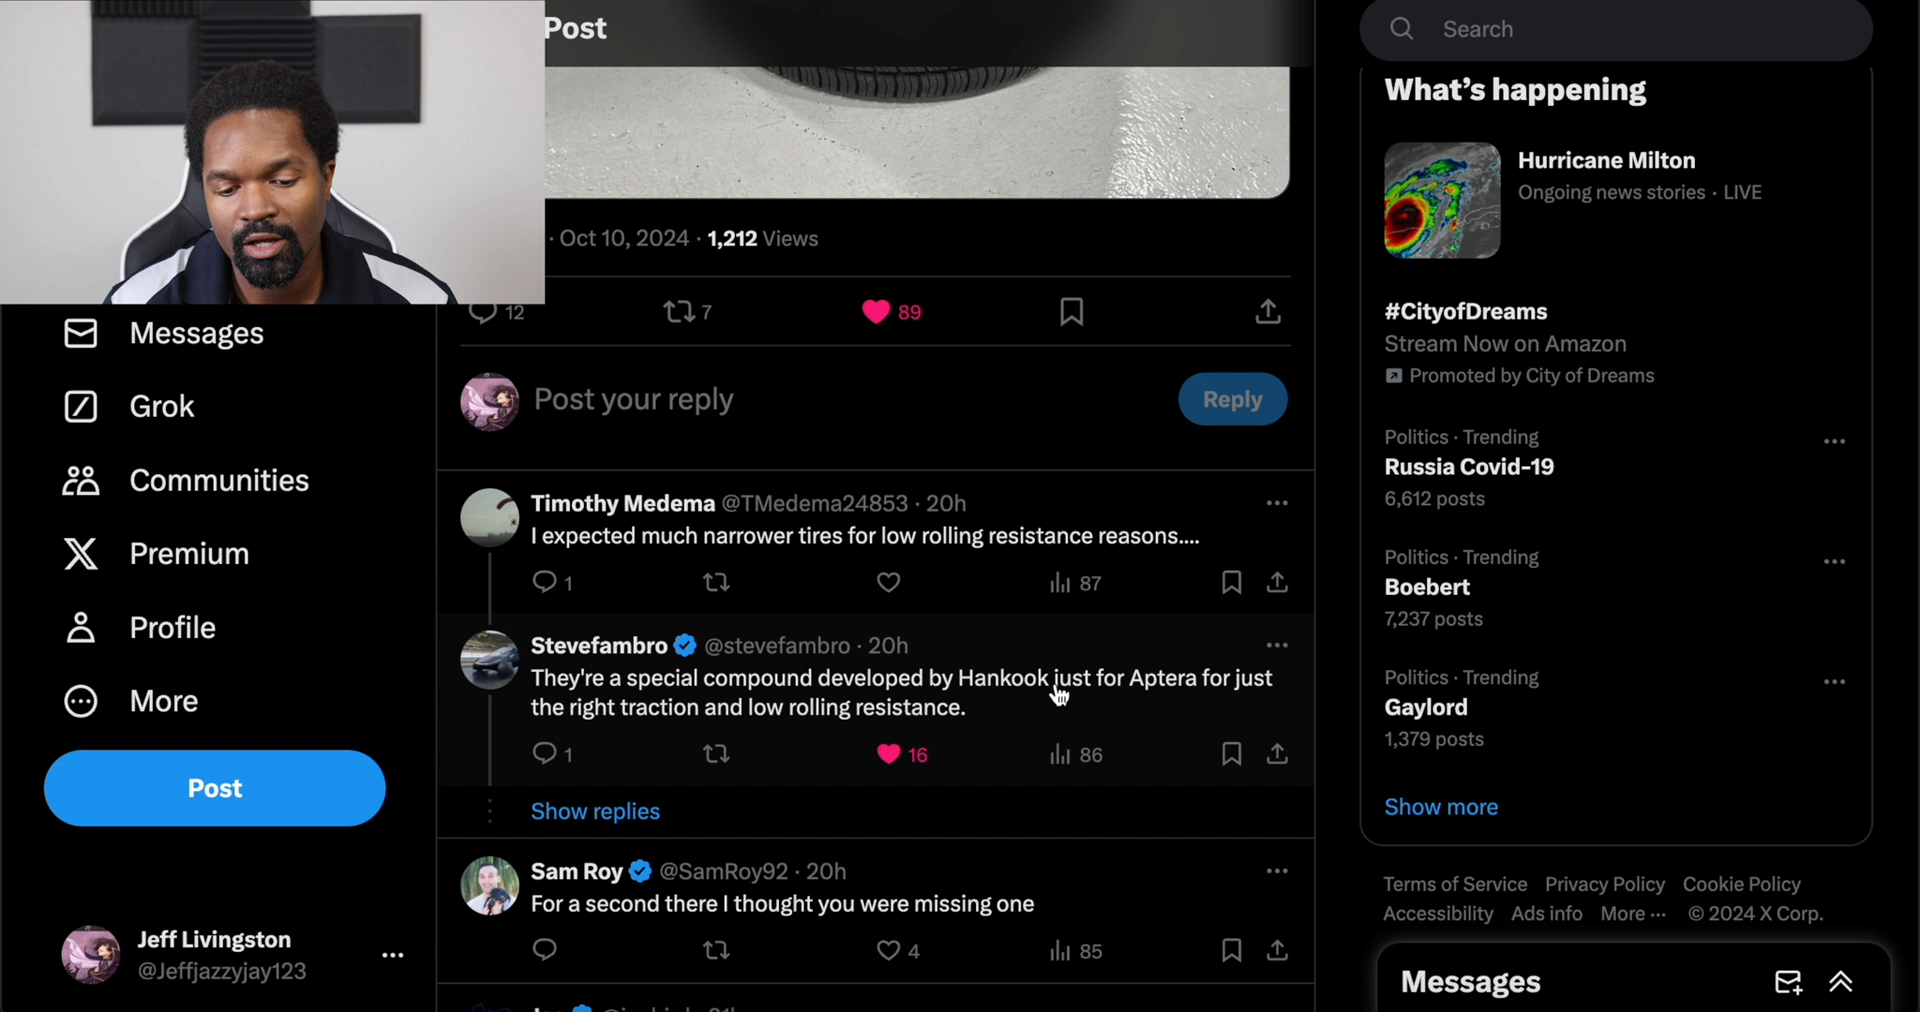 Post
Search
What's happening
Hurricane Milton
Ongoing news stories · LIVE
#CityofDreams
Stream Now on Amazon
Promoted by City of Dreams
Politics · Trending
Russia Covid-19
6,612 posts
Politics · Trending
Boebert
7,237 posts
Politics · Trending
Gaylord
1,379 posts
Show more
Terms of Service Privacy Policy Cookie Policy
Accessibility Ads info More ··· © 2024 X Corp.
Messages
· Oct 10, 2024 · 1,212 Views
12 7 89
Post your reply
Reply
Timothy Medema @TMedema24853 · 20h
I expected much narrower tires for low rolling resistance reasons....
1 87
Stevefambro @stevefambro · 20h
They're a special compound developed by Hankook just for Aptera for just
the right traction and low rolling resistance.
1 16 86
Show replies
Sam Roy @SamRoy92 · 20h
For a second there I thought you were missing one
4 85
Messages
Grok
Communities
Premium
Profile
More
Post
Jeff Livingston
@Jeffjazzyjay123